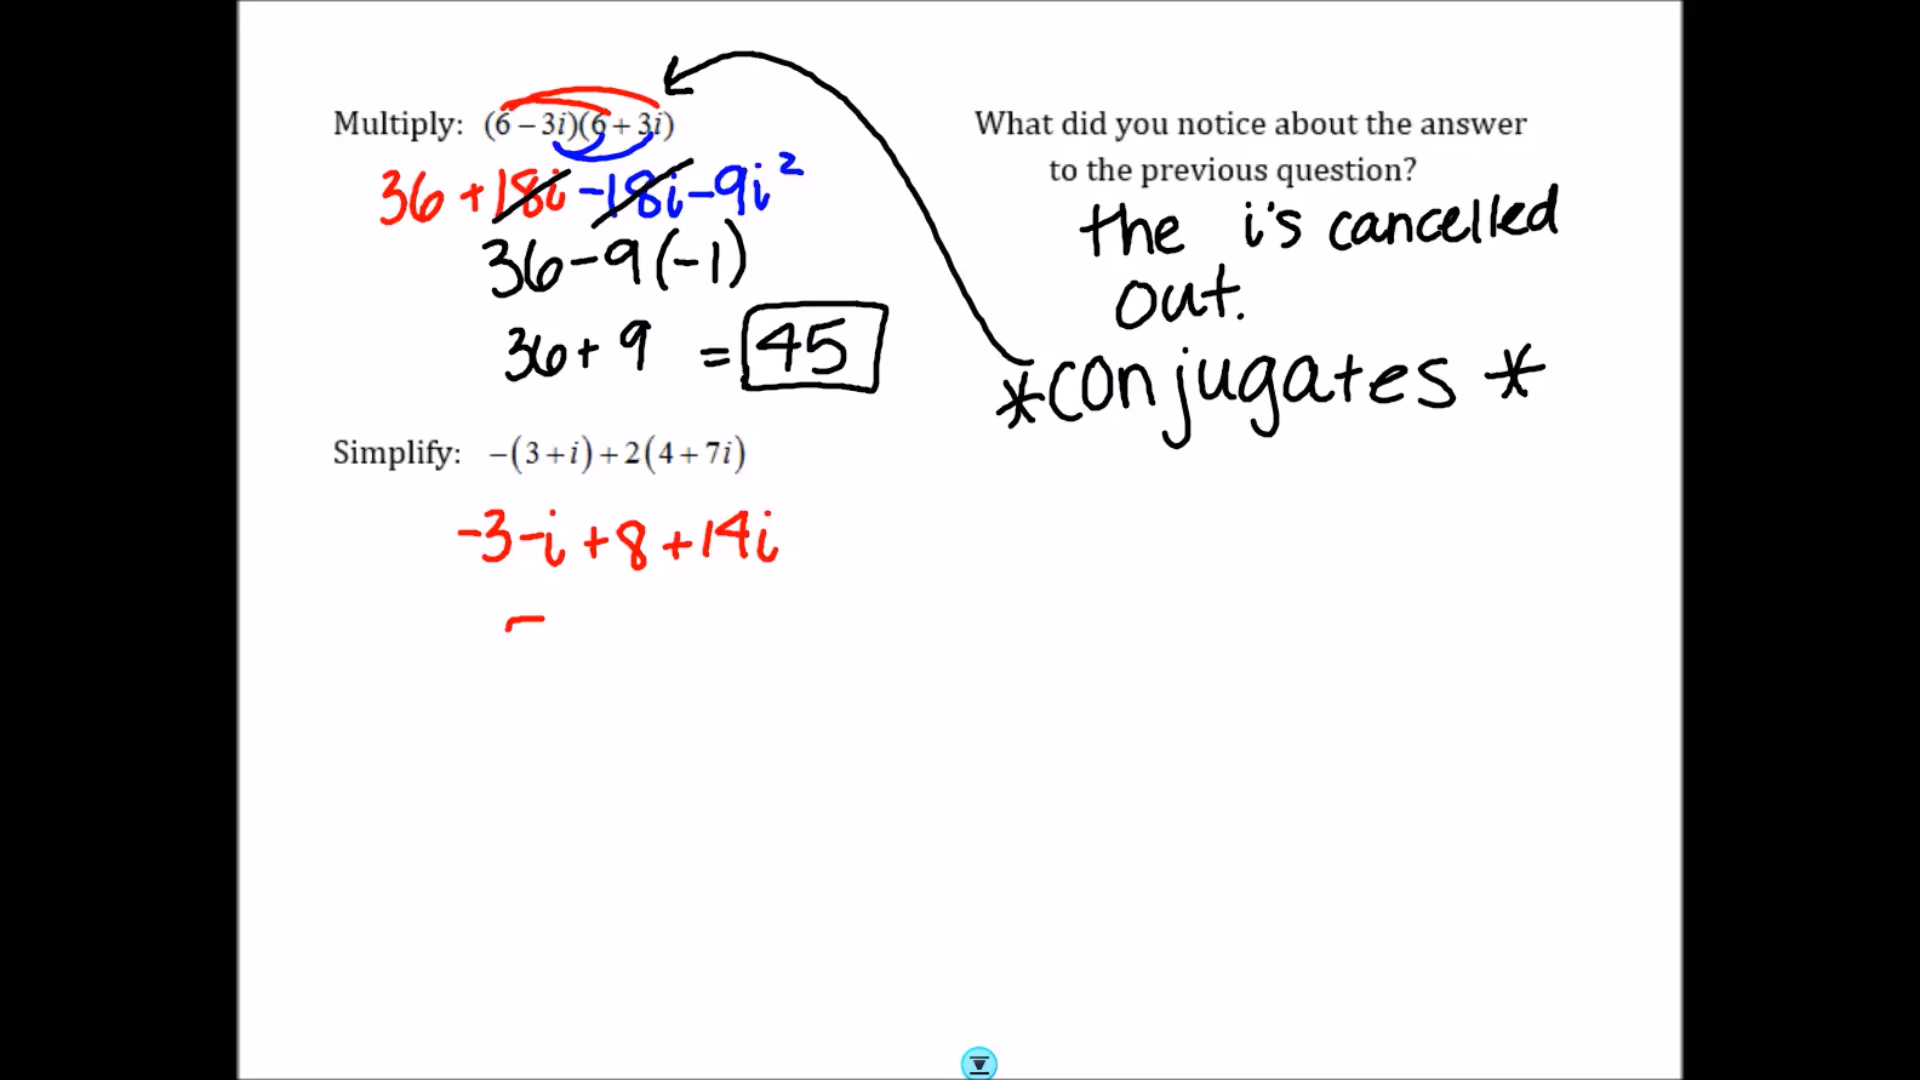 Multiply: (6 – 3i)(6 + 3i)
36 + 18i - 18i - 9i²
36 - 9(-1)
36 + 9 = 45
What did you notice about the answer
to the previous question?
the i's cancelled
out.
*conjugates*
Simplify: –(3+i)+2(4+7i)
-3 - i + 8 + 14i